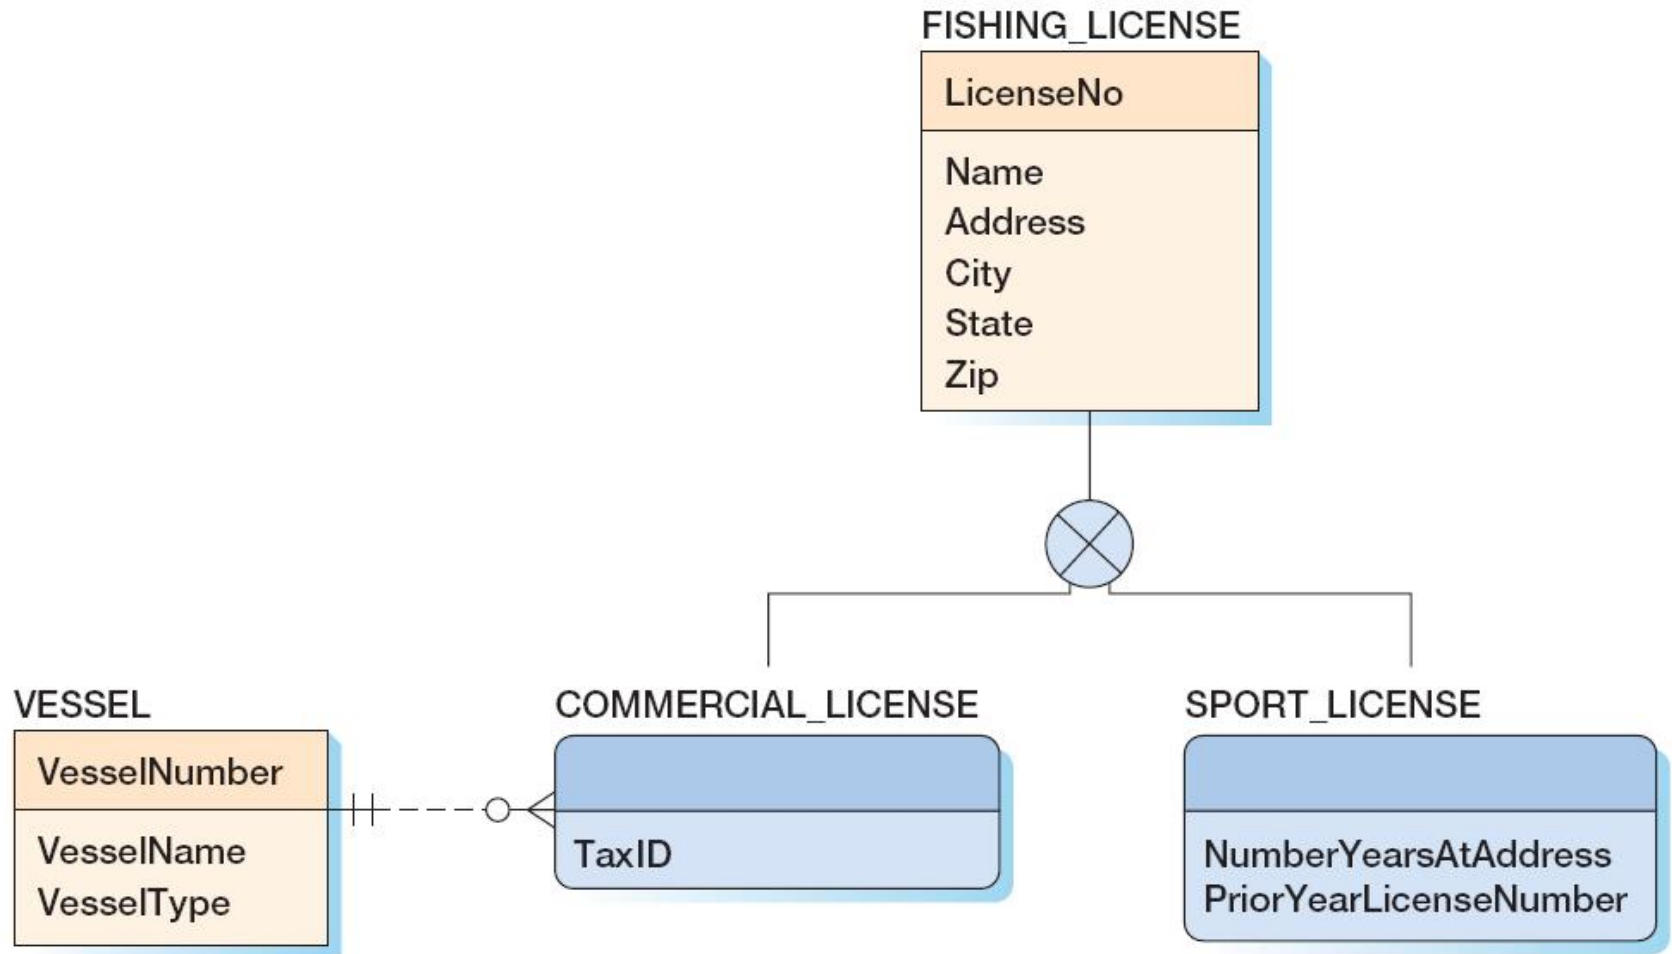 FISHING_LICENSE
LicenseNo
Name
Address
City
State
Zip
VESSEL
VesselNumber
VesselName
VesselType
COMMERCIAL_LICENSE
TaxID
SPORT_LICENSE
NumberYearsAtAddress
PriorYearLicenseNumber